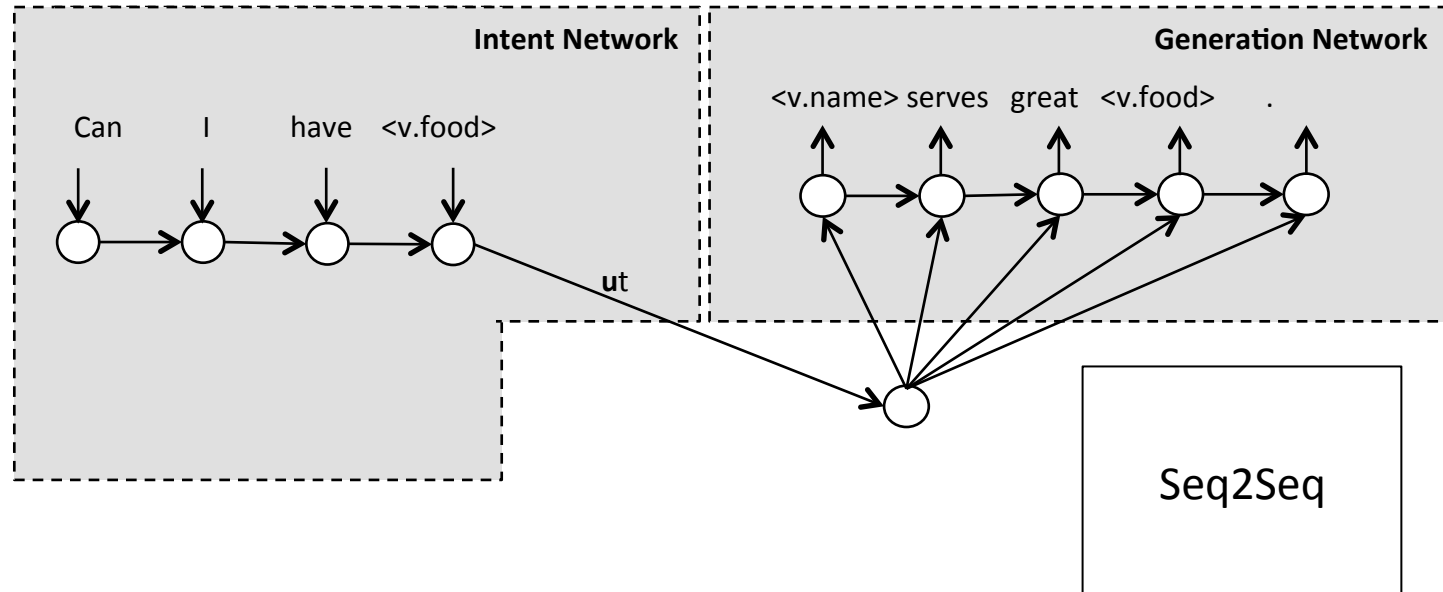 Intent Network
Generation Network
<v.name> serves great <v.food> .
Can I have <v.food>
ut
Seq2Seq